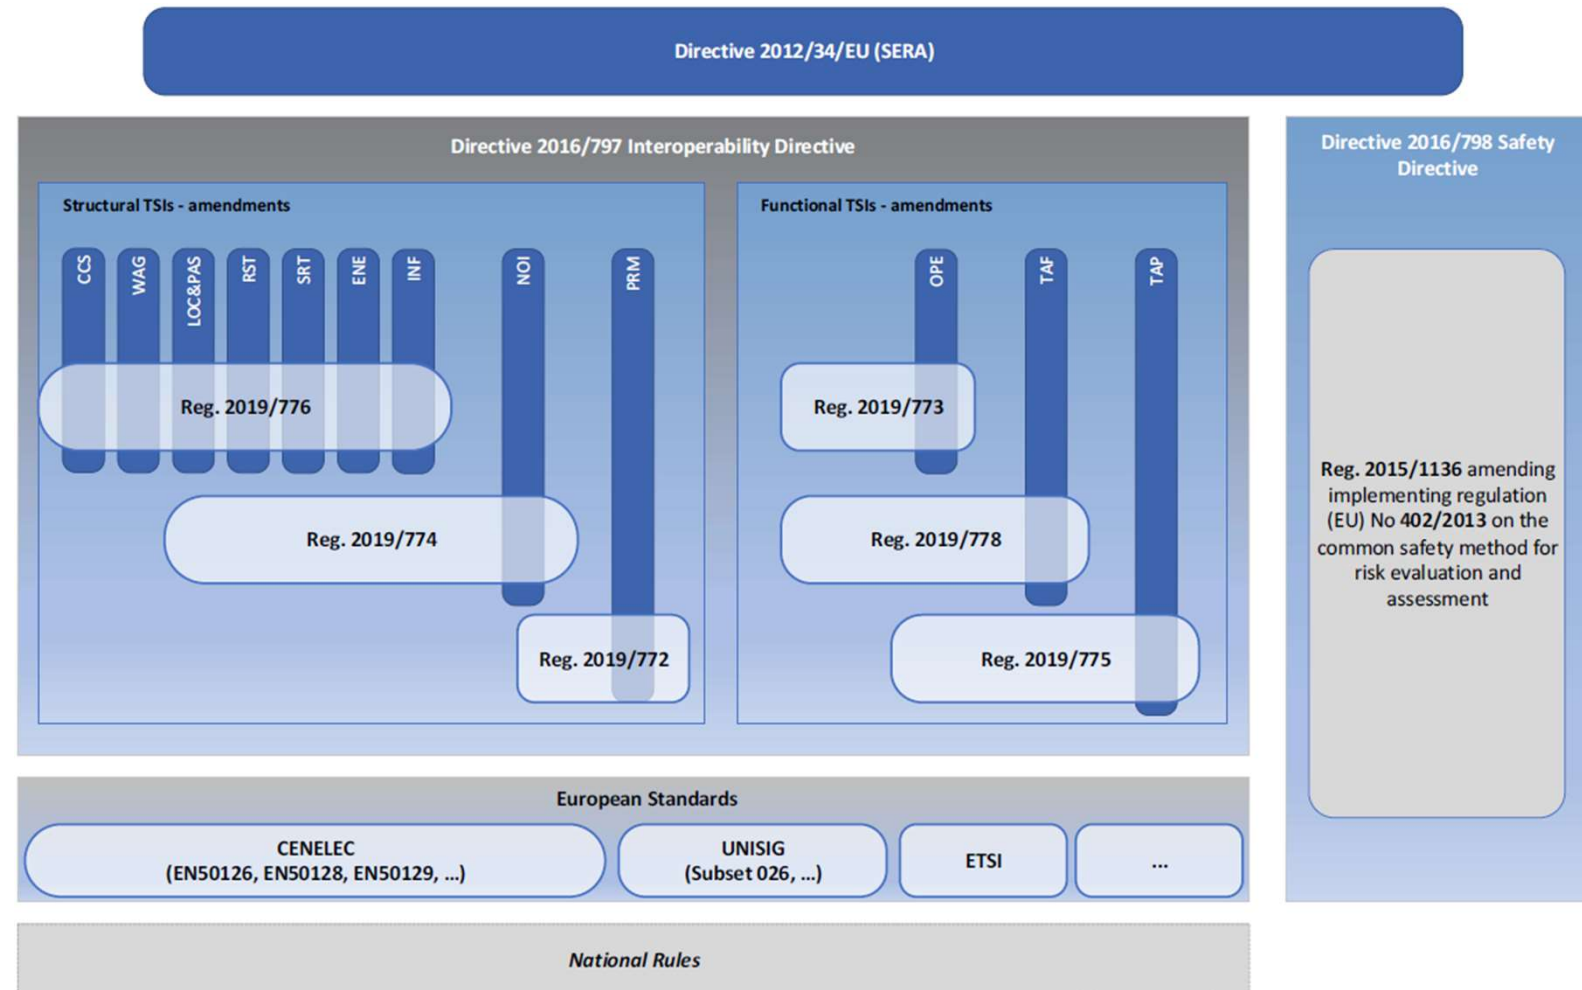 Directive 2012/34/EU (SERA)
Directive 2016/797 Interoperability Directive
Structural TSIs - amendments
CCS
WAG
LOC&PAS
RST
SRT
ENE
INF
NOI
PRM
Reg. 2019/776
Reg. 2019/774
Reg. 2019/772
Functional TSIs - amendments
OPE
TAF
TAP
Reg. 2019/773
Reg. 2019/778
Reg. 2019/775
Directive 2016/798 Safety
Directive
Reg. 2015/1136 amending
implementing regulation
(EU) No 402/2013 on the
common safety method for
risk evaluation and
assessment
European Standards
CENELEC
(EN50126, EN50128, EN50129, ...)
UNISIG
(Subset 026, ...)
ETSI
...
National Rules